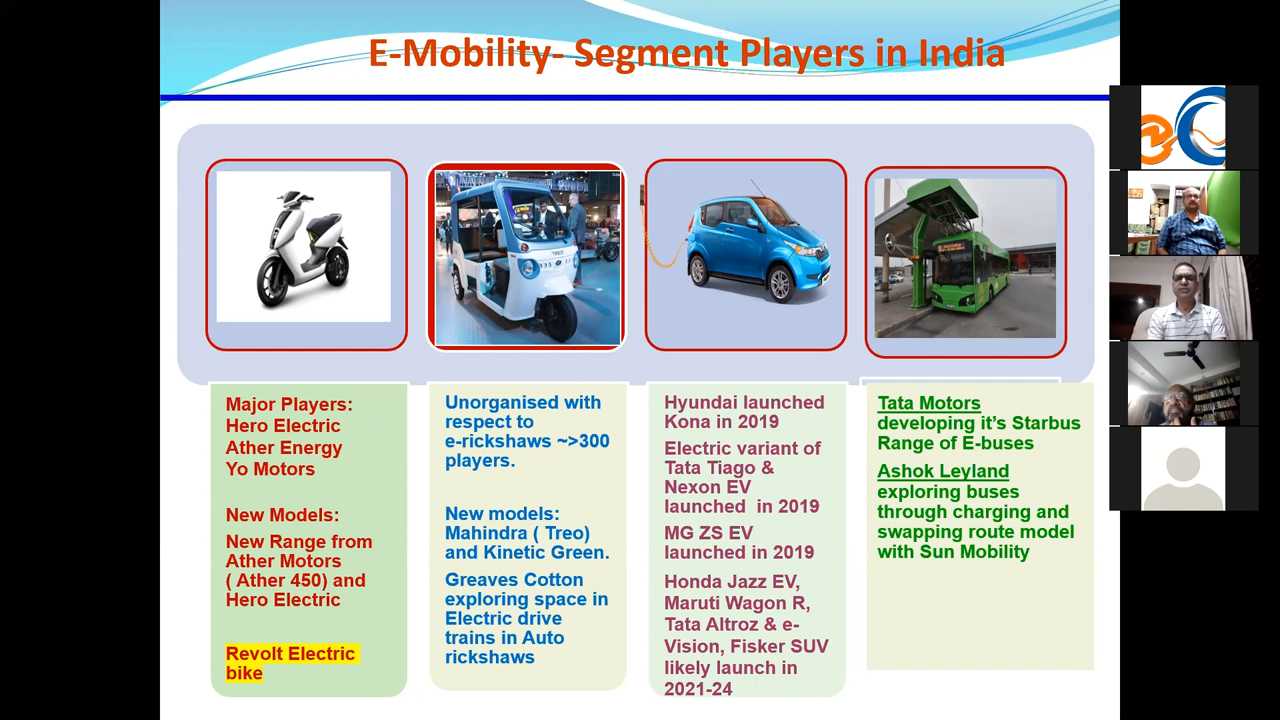 E-Mobility- Segment Players in India
Major Players:
Hero Electric
Ather Energy
Yo Motors
New Models:
New Range from
Ather Motors
( Ather 450) and
Hero Electric
Revolt Electric
bike
Unorganised with
respect to
e-rickshaws ~>300
players.
New models:
Mahindra ( Treo)
and Kinetic Green.
Greaves Cotton
exploring space in
Electric drive
trains in Auto
rickshaws
Hyundai launched
Kona in 2019
Electric variant of
Tata Tiago &
Nexon EV
launched  in 2019
MG ZS EV
launched in 2019
Honda Jazz EV,
Maruti Wagon R,
Tata Altroz & e-
Vision, Fisker SUV
likely launch in
2021-24
Tata Motors
developing it's Starbus
Range of E-buses
Ashok Leyland
exploring buses
through charging and
swapping route model
with Sun Mobility